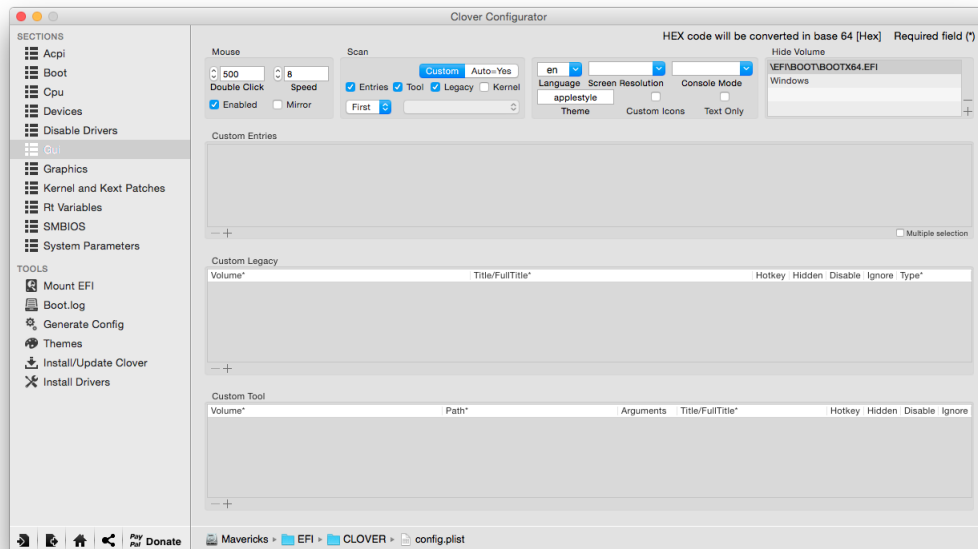 Clover Configurator
SECTIONS
Acpi
Boot
Cpu
Devices
Disable Drivers
Gui
Graphics
Kernel and Kext Patches
Rt Variables
SMBIOS
System Parameters
TOOLS
Mount EFI
Boot.log
Generate Config
Themes
Install/Update Clover
Install Drivers
Pay Pal Donate
HEX code will be converted in base 64 [Hex] Required field (*)
Mouse
500 8
Double Click Speed
Enabled Mirror
Scan
Custom Auto=Yes
Entries Tool Legacy Kernel
First
en
Language Screen Resolution Console Mode
applestyle
Theme Custom Icons Text Only
Hide Volume
\EFI\BOOT\BOOTX64.EFI
Windows
Custom Entries
Multiple selection
Custom Legacy
Volume* Title/FullTitle* Hotkey Hidden Disable Ignore Type*
Custom Tool
Volume* Path* Arguments Title/FullTitle* Hotkey Hidden Disable Ignore
Mavericks EFI CLOVER config.plist